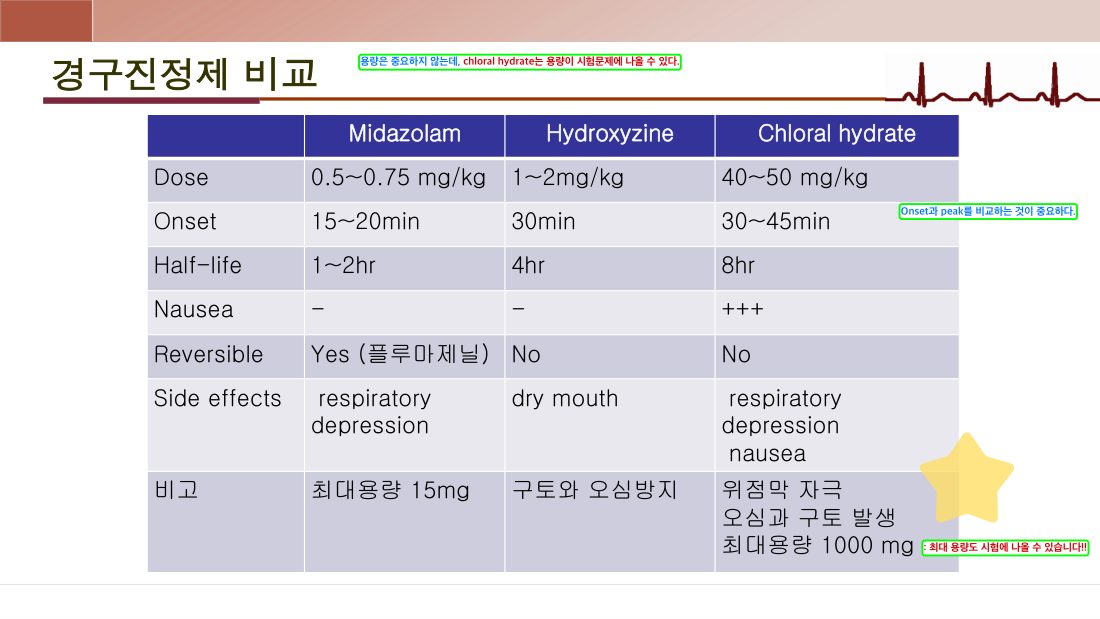 경구진정제 비교
용량은 중요하지 않는데, chloral hydrate는 용량이 시험문제에 나올 수 있다.
Midazolam Hydroxyzine Chloral hydrate
Dose 0.5~0.75 mg/kg 1~2mg/kg 40~50 mg/kg
Onset 15~20min 30min 30~45min
Onset과 peak를 비교하는 것이 중요하다.
Half-life 1~2hr 4hr 8hr
Nausea - - +++
Reversible Yes (플루마제닐) No No
Side effects respiratory dry mouth respiratory
depression depression
nausea
비고 최대용량 15mg 구토와 오심방지 위점막 자극
오심과 구토 발생
최대용량 1000 mg : 최대 용량도 시험에 나올 수 있습니다!!